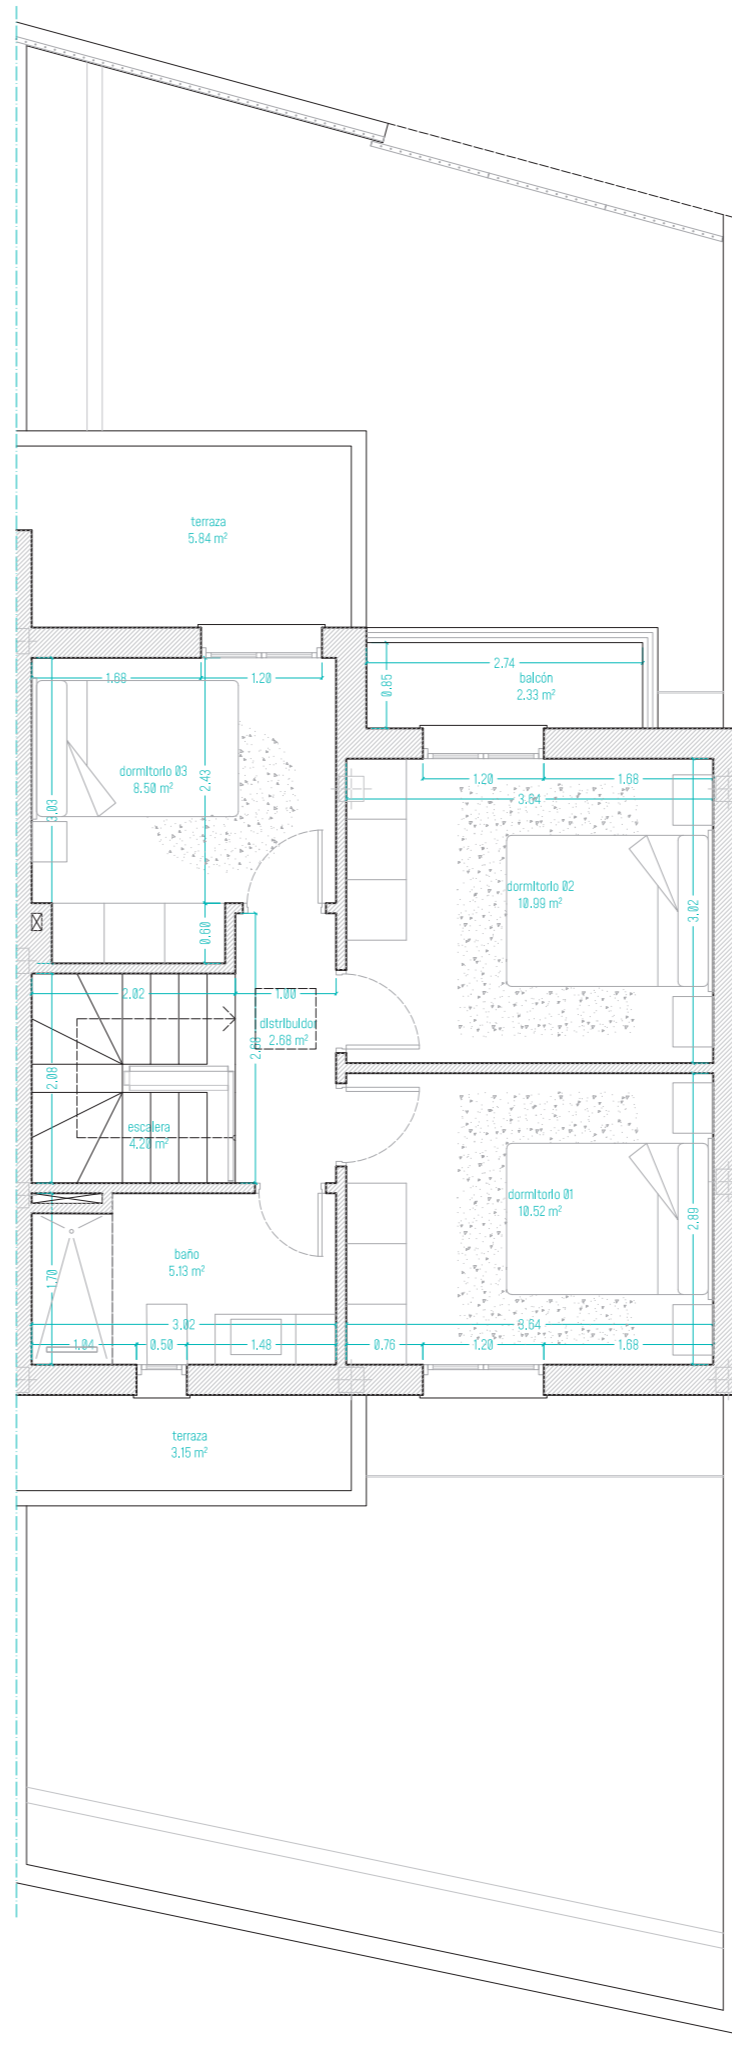 terraza
5.84 m²
2.74
0.85
balcón
2.33 m²
1.68
1.20
dormitorio 03
8.50 m²
2.43
3.03
1.20
1.68
3.64
dormitorio 02
10.99 m²
3.02
0.60
2.02
1.00
distribuidor
2.68 m²
2.08
escalera
4.20 m²
dormitorio 01
10.52 m²
2.89
baño
5.13 m²
1.70
3.02
3.64
1.04
0.50
1.48
0.76
1.20
1.68
terraza
3.15 m²